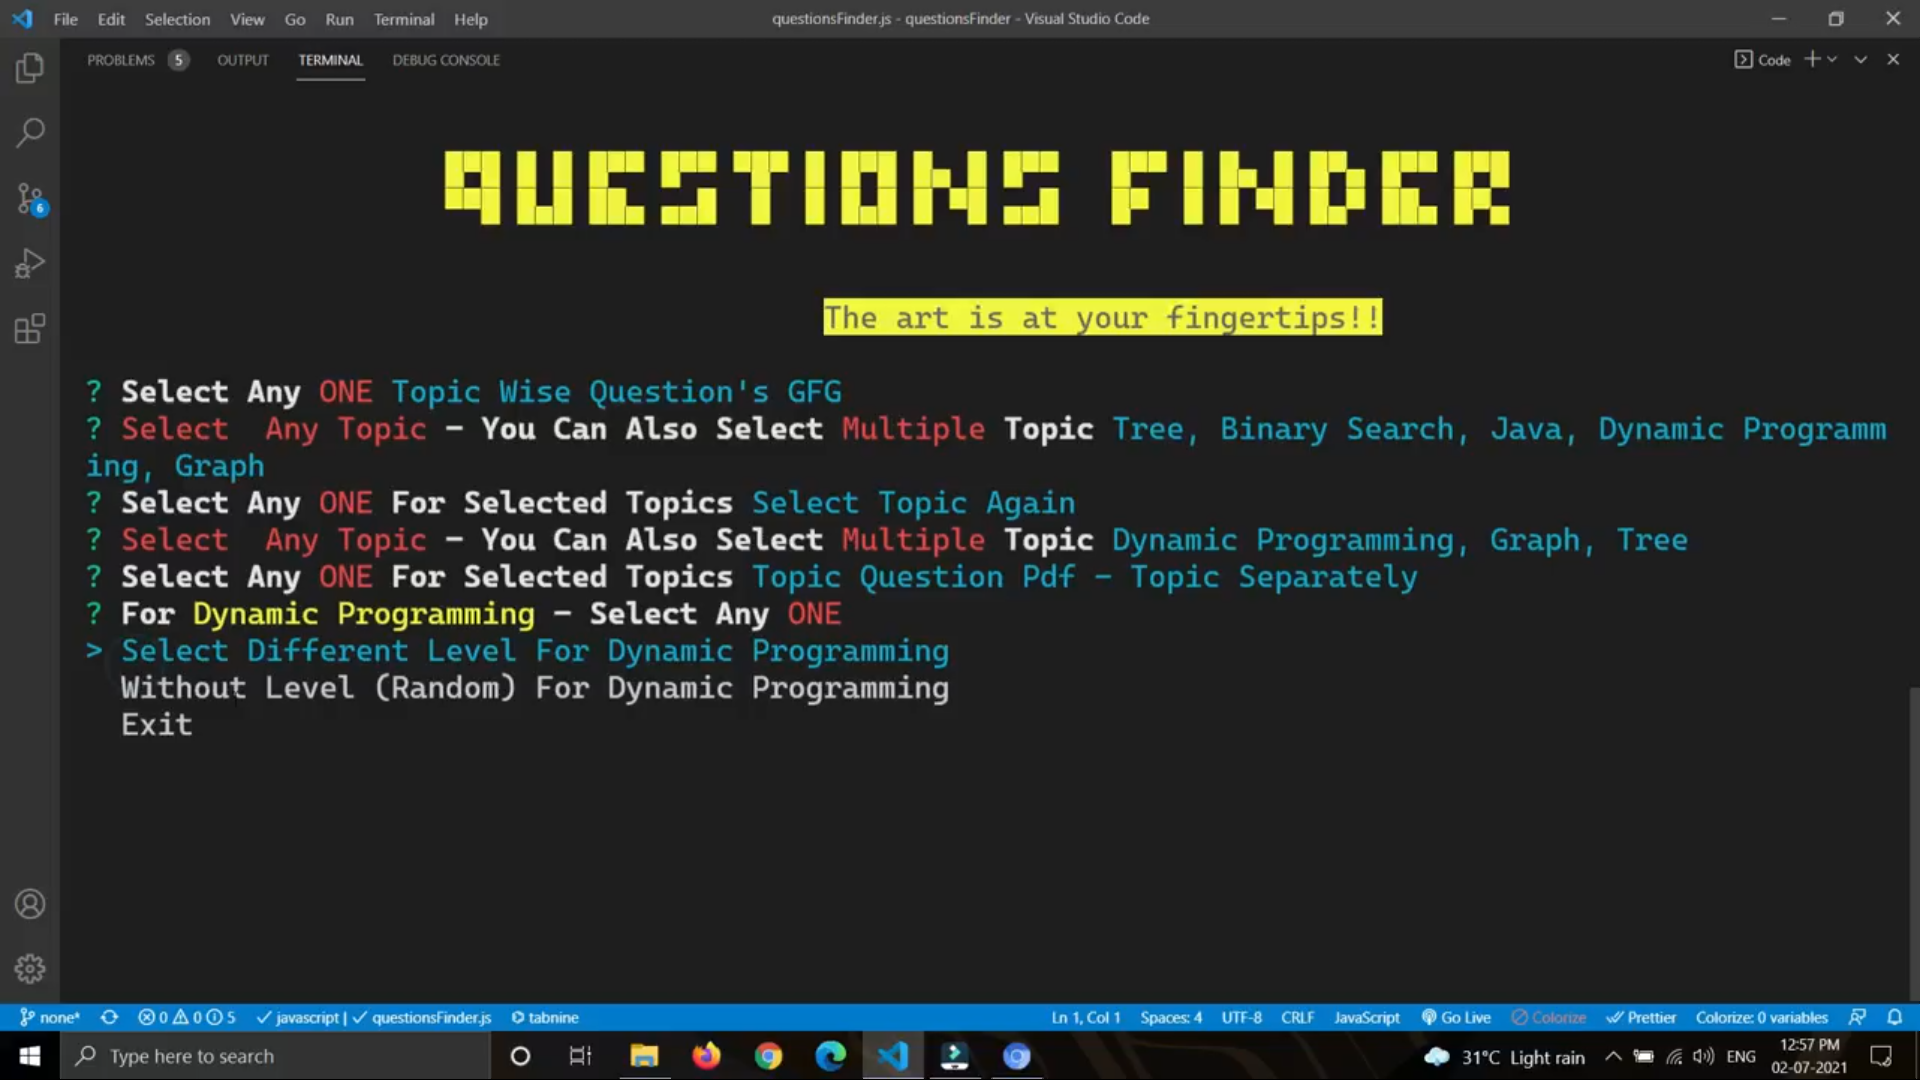 File Edit Selection View Go Run Terminal Help questionsFinder.js - questionsFinder - Visual Studio Code
PROBLEMS 5 OUTPUT TERMINAL DEBUG CONSOLE Code
QUESTIONS FINDER
The art is at your fingertips!!
? Select Any ONE Topic Wise Question's GFG
? Select  Any Topic – You Can Also Select Multiple Topic Tree, Binary Search, Java, Dynamic Programm
ing, Graph
? Select Any ONE For Selected Topics Select Topic Again
? Select  Any Topic – You Can Also Select Multiple Topic Dynamic Programming, Graph, Tree
? Select Any ONE For Selected Topics Topic Question Pdf – Topic Separately
? For Dynamic Programming – Select Any ONE
> Select Different Level For Dynamic Programming
Without Level (Random) For Dynamic Programming
Exit
6
none* 0 0 5 javascript | questionsFinder.js tabnine Ln 1, Col 1 Spaces: 4 UTF-8 CRLF JavaScript Go Live Colorize Prettier Colorize: 0 variables
Type here to search 31°C Light rain ENG 12:57 PM
02-07-2021